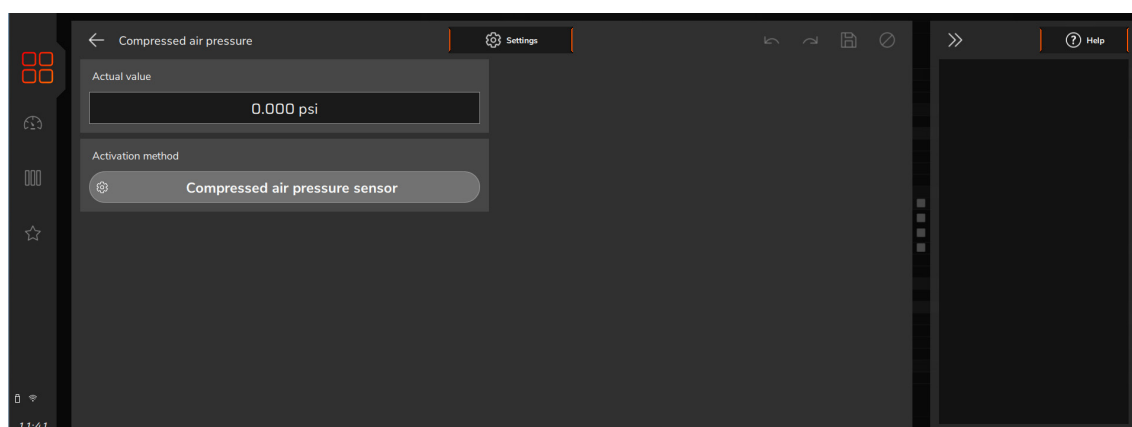 Compressed air pressure
Settings
Help
Actual value
0.000 psi
Activation method
Compressed air pressure sensor